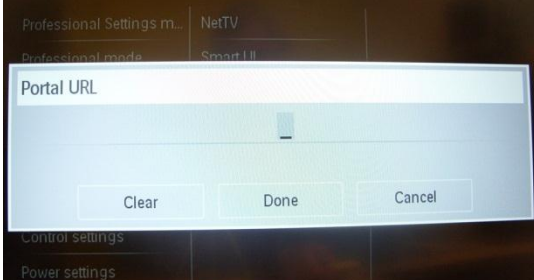 Professional Settings m... NetTV
Professional mode Smart UI
Portal URL
Clear Done Cancel
Control settings
Power settings